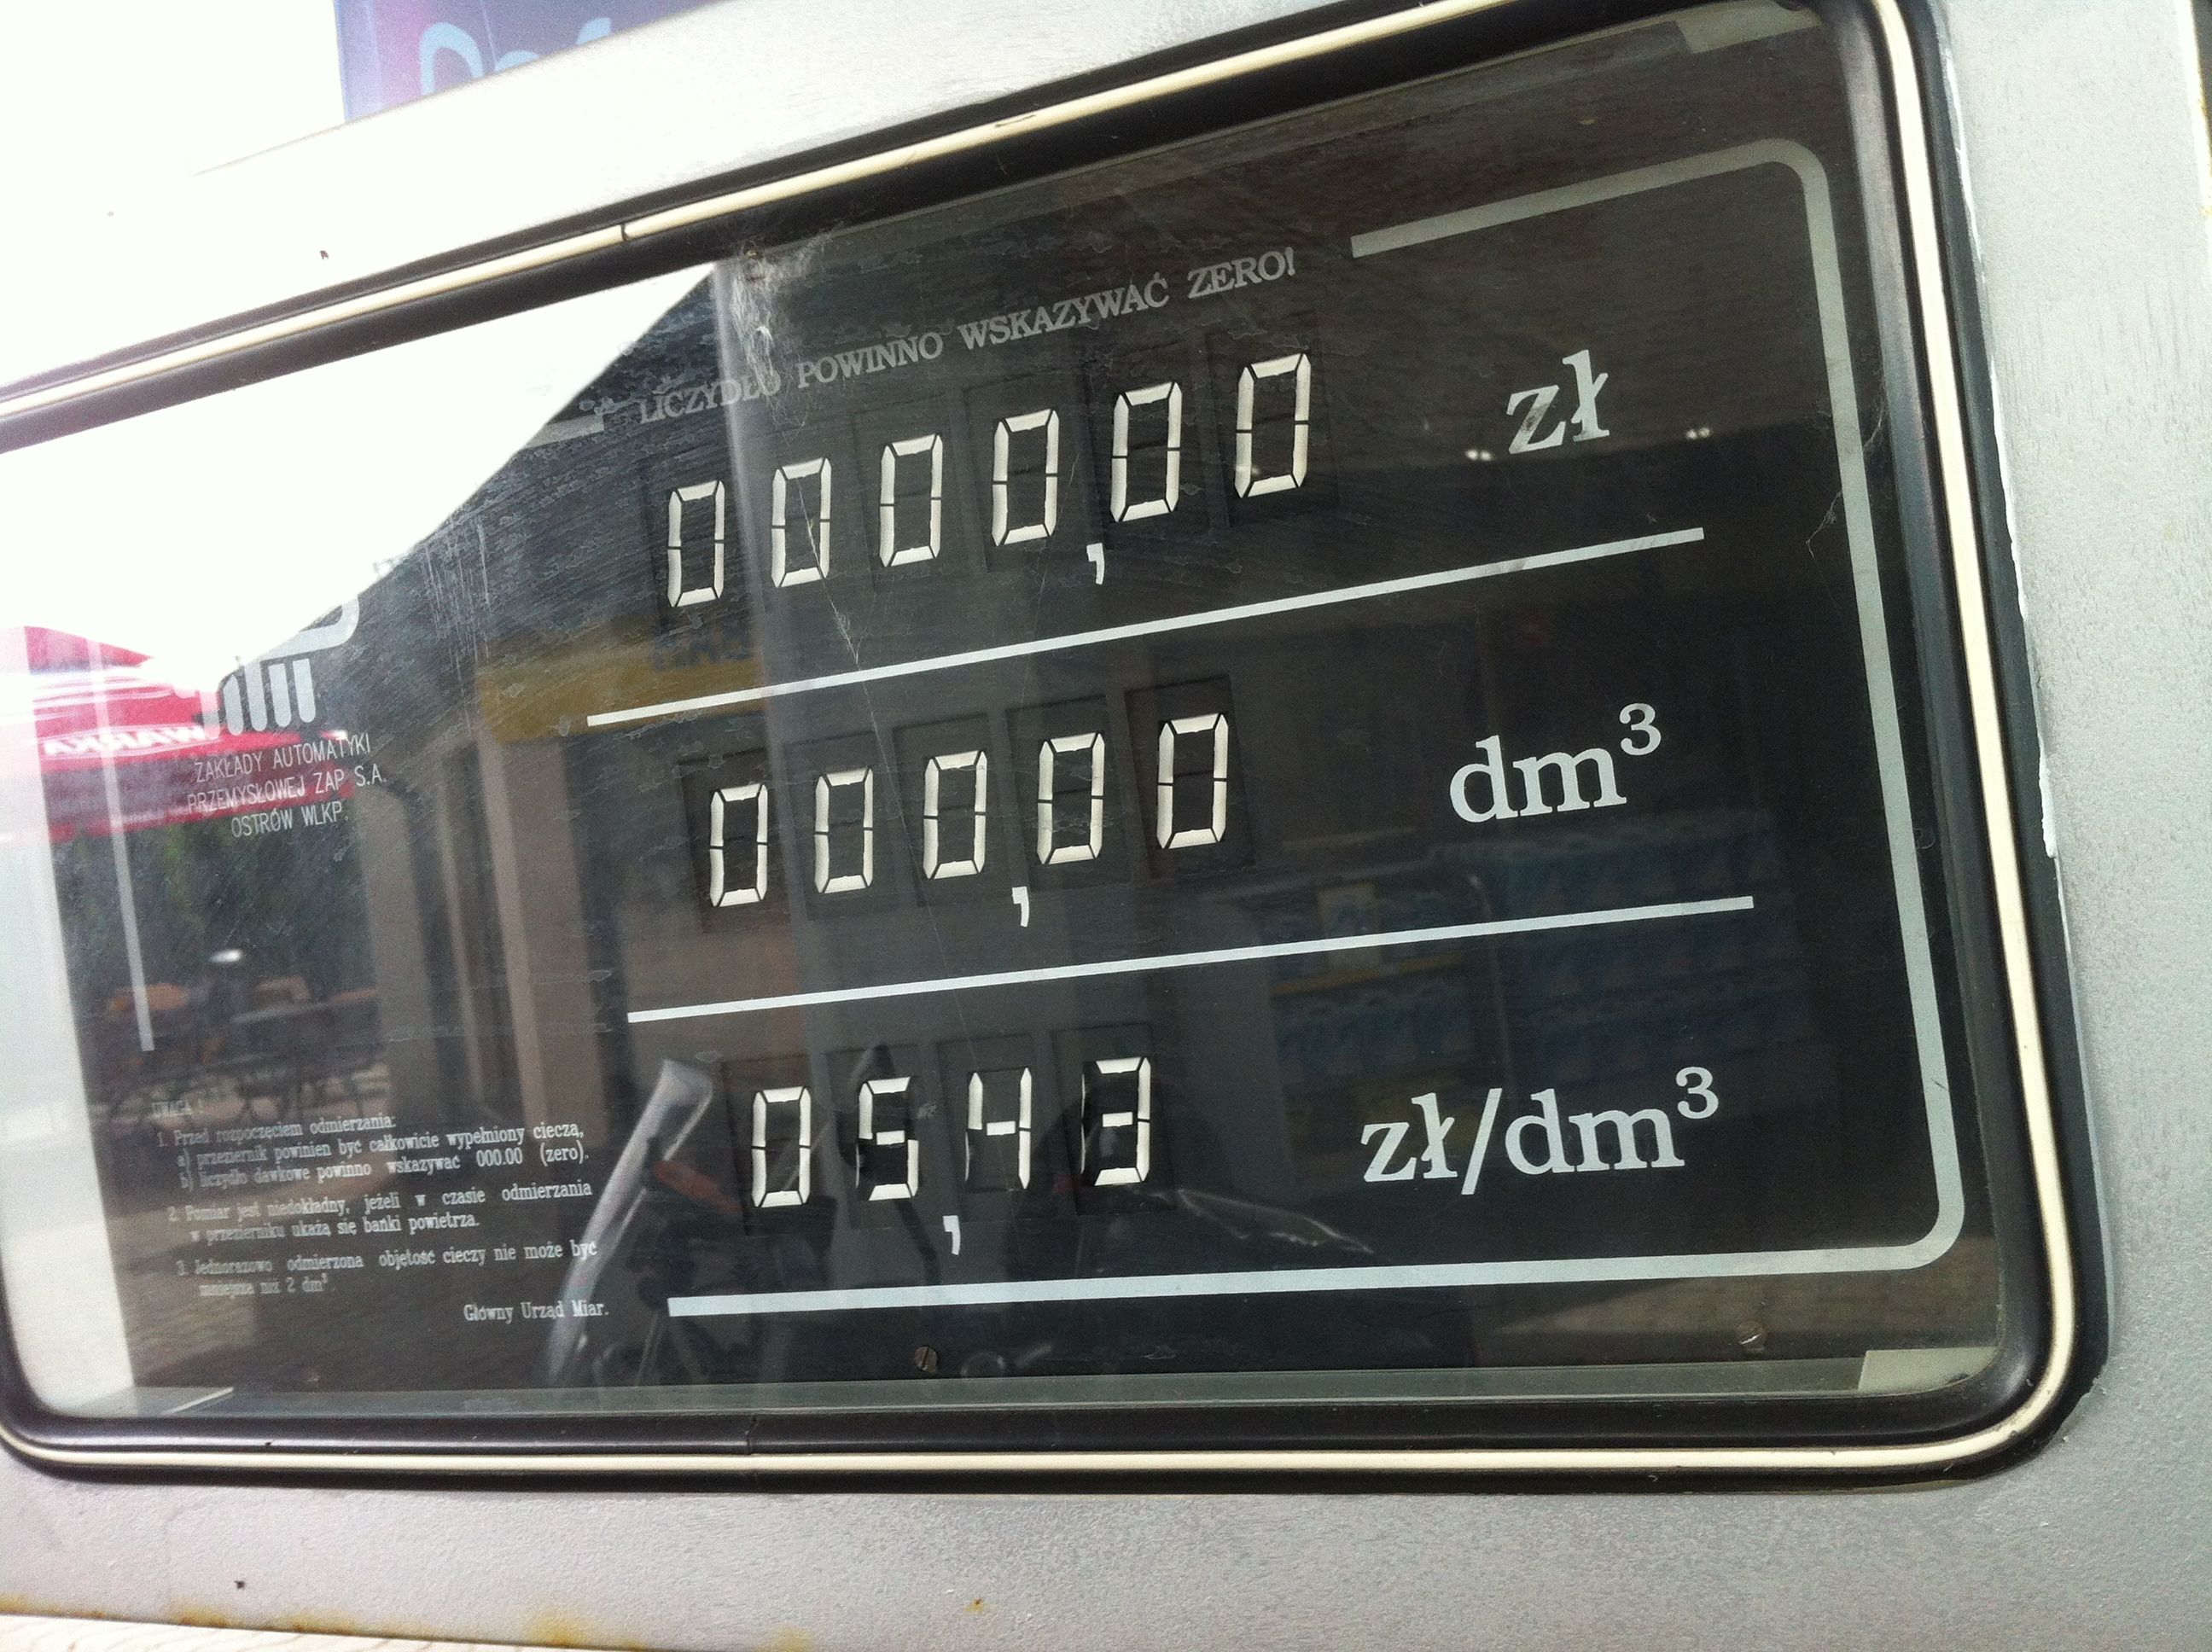 LICZYDŁO POWINNO WSKAZYWAĆ ZERO!
0000,00 zł
000,00 dm³
05,43 zł/dm³
WARKA
ZAKŁADY AUTOMATYKI
PRZEMYSŁOWEJ ZAP S.A.
OSTRÓW WLKP.
UWAGA :
1. Przed rozpoczęciem odmierzania:
a) przeziernik powinien być całkowicie wypełniony cieczą,
b) liczydło dawkowe powinno wskazywać 000.00 (zero).
2. Pomiar jest niedokładny, jeżeli w czasie odmierzania
w przezierniku ukażą się bańki powietrza.
3. Jednorazowo odmierzona objętość cieczy nie może być
mniejsza niż 2 dm³.
Główny Urząd Miar.